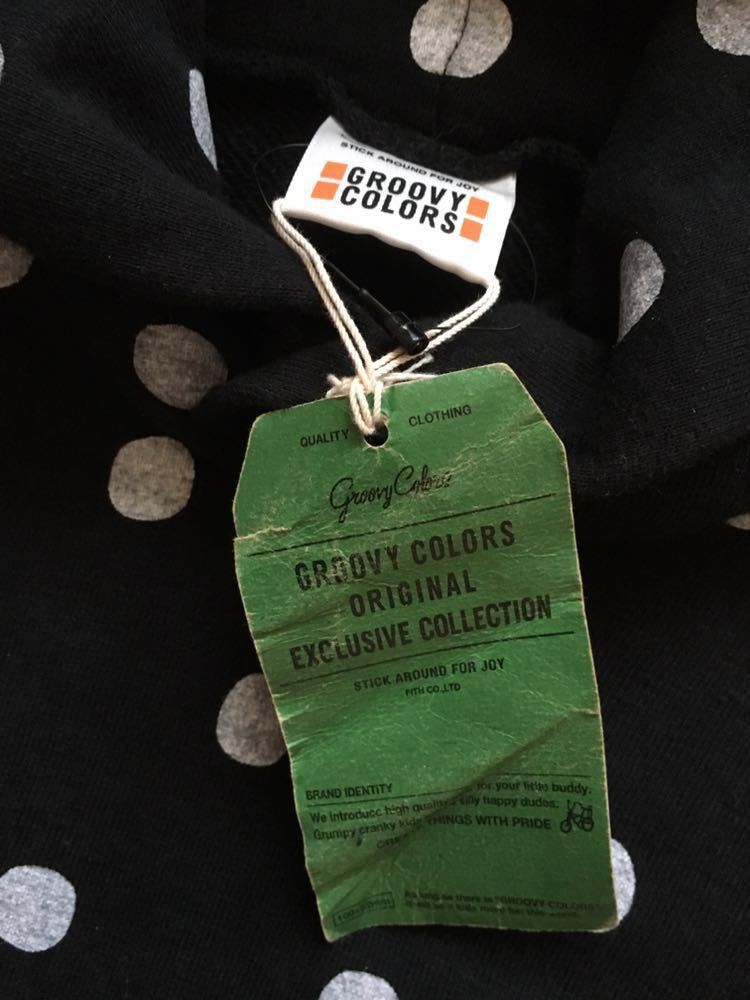 STICK AROUND FOR JOY
GROOVY
COLORS
QUALITY CLOTHING
Groovy Colors
GROOVY COLORS
ORIGINAL
EXCLUSIVE COLLECTION
STICK AROUND FOR JOY
FITH CO.,LTD
BRAND IDENTITY for your little buddy.
We introduce high quality silly happy dudes.
Grumpy cranky kids THINGS WITH PRIDE
As long as there is "GROOVY COLORS"